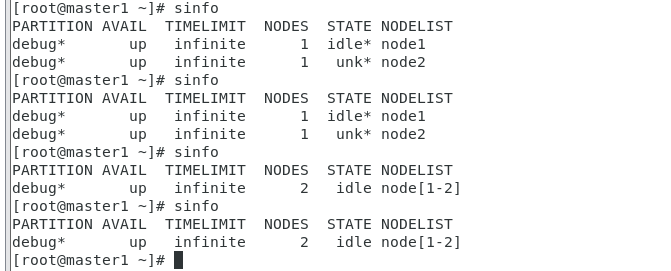 [root@master1 ~]# sinfo
PARTITION AVAIL  TIMELIMIT  NODES  STATE NODELIST
debug*       up   infinite      1  idle* node1
debug*       up   infinite      1   unk* node2
[root@master1 ~]# sinfo
PARTITION AVAIL  TIMELIMIT  NODES  STATE NODELIST
debug*       up   infinite      1  idle* node1
debug*       up   infinite      1   unk* node2
[root@master1 ~]# sinfo
PARTITION AVAIL  TIMELIMIT  NODES  STATE NODELIST
debug*       up   infinite      2   idle node[1-2]
[root@master1 ~]# sinfo
PARTITION AVAIL  TIMELIMIT  NODES  STATE NODELIST
debug*       up   infinite      2   idle node[1-2]
[root@master1 ~]#